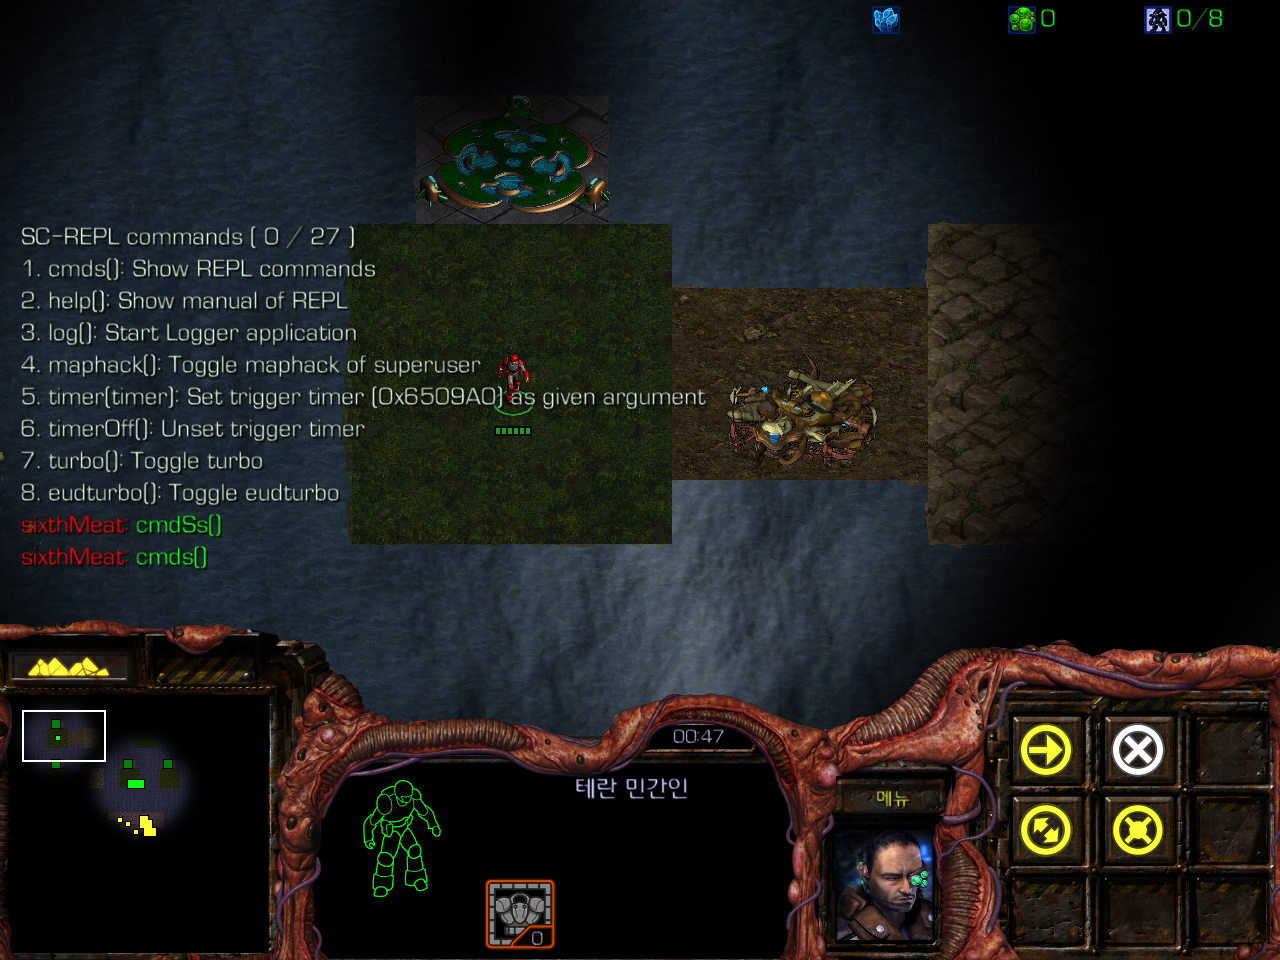 0
0/8
SC-REPL commands ( 0 / 27 )
1. cmds(): Show REPL commands
2. help(): Show manual of REPL
3. log(): Start Logger application
4. maphack(): Toggle maphack of superuser
5. timer(timer): Set trigger timer (0x6509A0) as given argument
6. timerOff(): Unset trigger timer
7. turbo(): Toggle turbo
8. eudturbo(): Toggle eudturbo
sixthMeat: cmdSs()
sixthMeat: cmds()
00:47
테란 민간인
메뉴
0